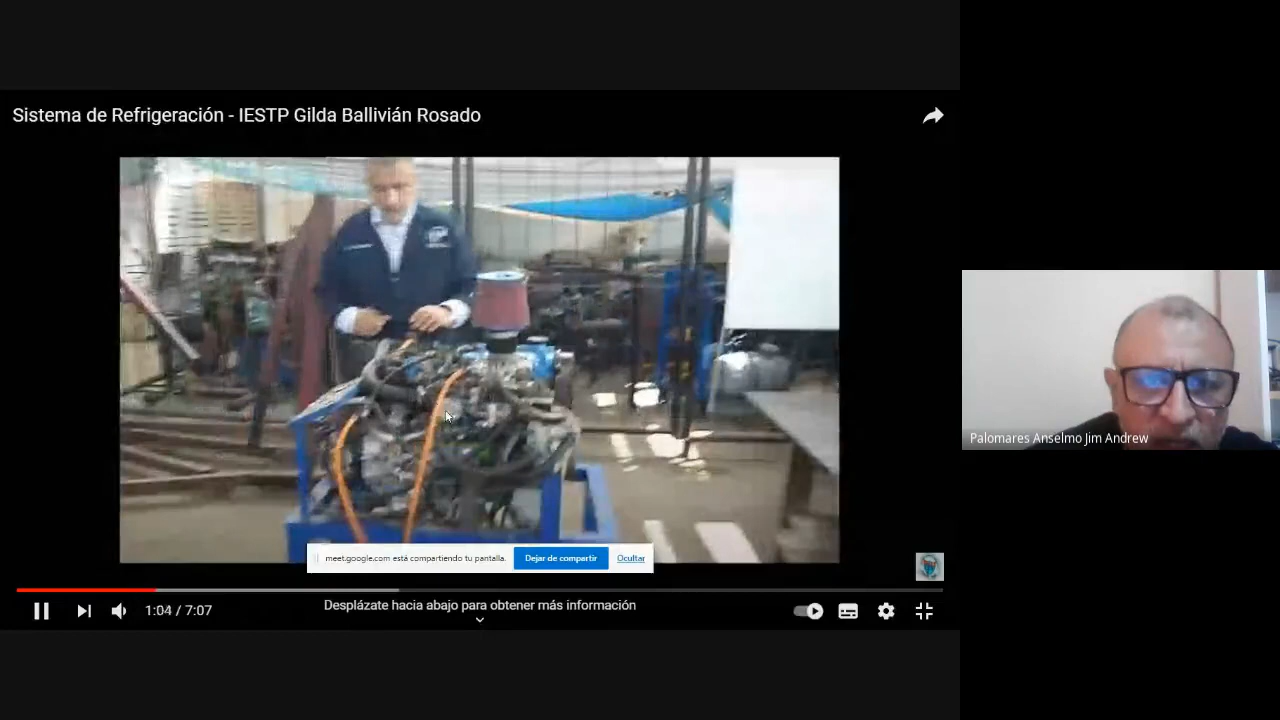 Sistema de Refrigeración - IESTP Gilda Ballivián Rosado
Palomares Anselmo Jim Andrew
meet.google.com está compartiendo tu pantalla.
Dejar de compartir
Ocultar
1:04 / 7:07
Desplázate hacia abajo para obtener más información